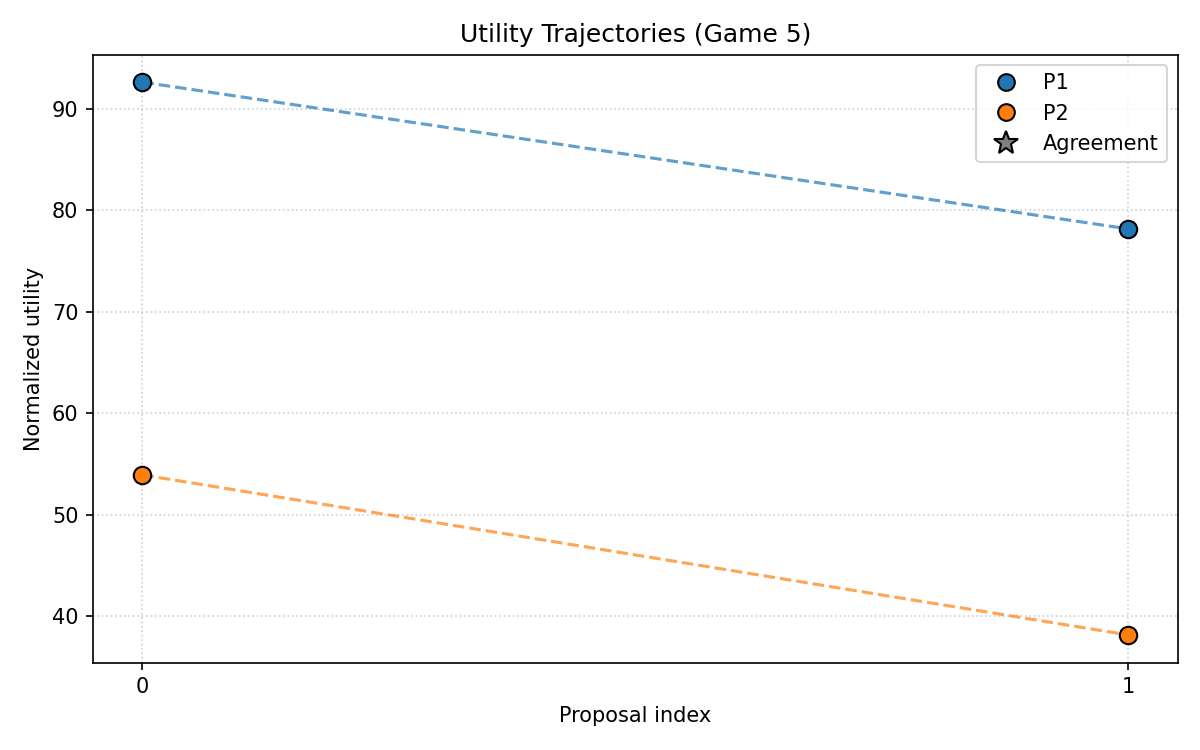 Utility Trajectories (Game 5)
P1
P2
Agreement
Normalized utility
90
80
70
60
50
40
0
1
Proposal index